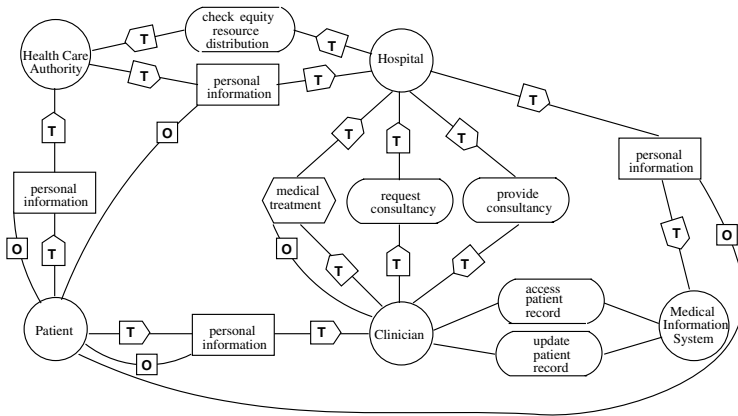 check equity
resource
distribution
T
T
Health Care
Authority
Hospital
T
personal
information
T
T
O
T
T
T
T
personal
information
personal
information
medical
treatment
request
consultancy
provide
consultancy
O
T
O
T
T
T
T
O
access
patient
record
Patient
T
personal
information
T
Clinician
Medical
Information
System
O
update
patient
record